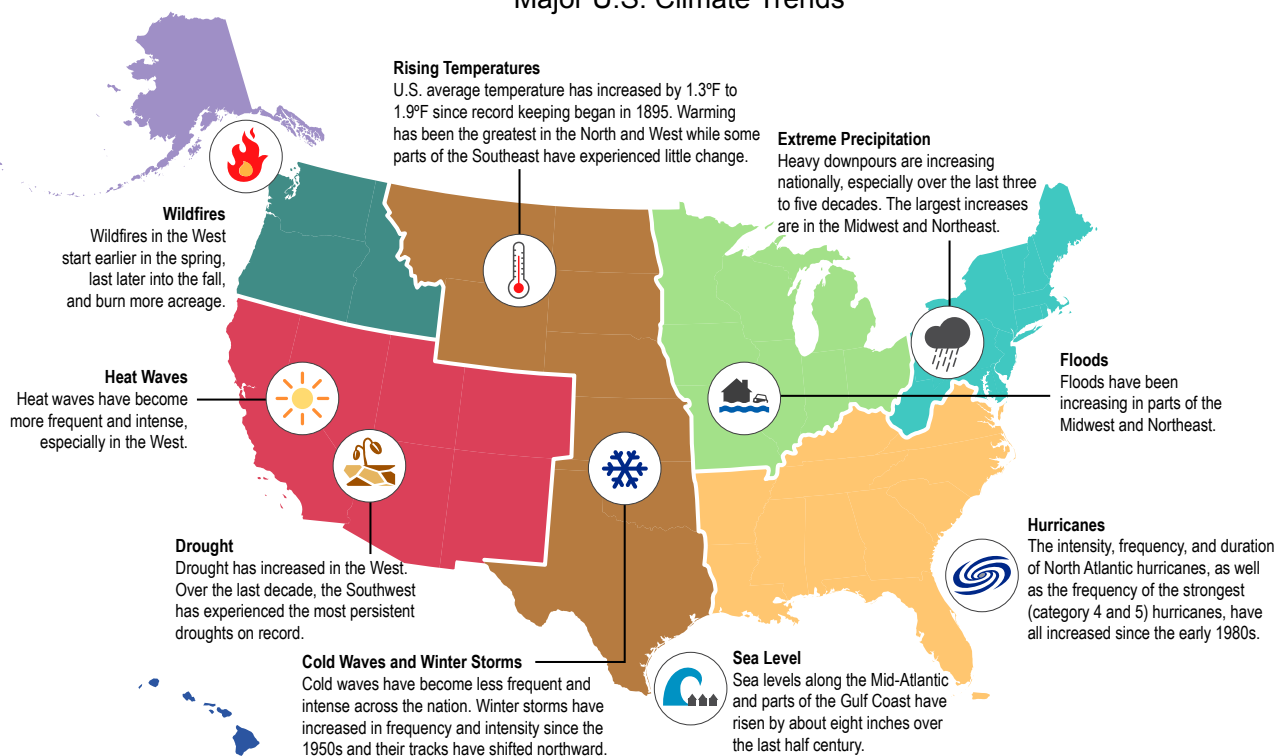 Major U.S. Climate Trends
Rising Temperatures
U.S. average temperature has increased by 1.3ºF to
1.9ºF since record keeping began in 1895. Warming
has been the greatest in the North and West while some
parts of the Southeast have experienced little change.
Extreme Precipitation
Heavy downpours are increasing
nationally, especially over the last three
to five decades. The largest increases
are in the Midwest and Northeast.
Wildfires
Wildfires in the West
start earlier in the spring,
last later into the fall,
and burn more acreage.
Heat Waves
Heat waves have become
more frequent and intense,
especially in the West.
Floods
Floods have been
increasing in parts of the
Midwest and Northeast.
Drought
Drought has increased in the West.
Over the last decade, the Southwest
has experienced the most persistent
droughts on record.
Hurricanes
The intensity, frequency, and duration
of North Atlantic hurricanes, as well
as the frequency of the strongest
(category 4 and 5) hurricanes, have
all increased since the early 1980s.
Cold Waves and Winter Storms
Cold waves have become less frequent and
intense across the nation. Winter storms have
increased in frequency and intensity since the
1950s and their tracks have shifted northward.
Sea Level
Sea levels along the Mid-Atlantic
and parts of the Gulf Coast have
risen by about eight inches over
the last half century.